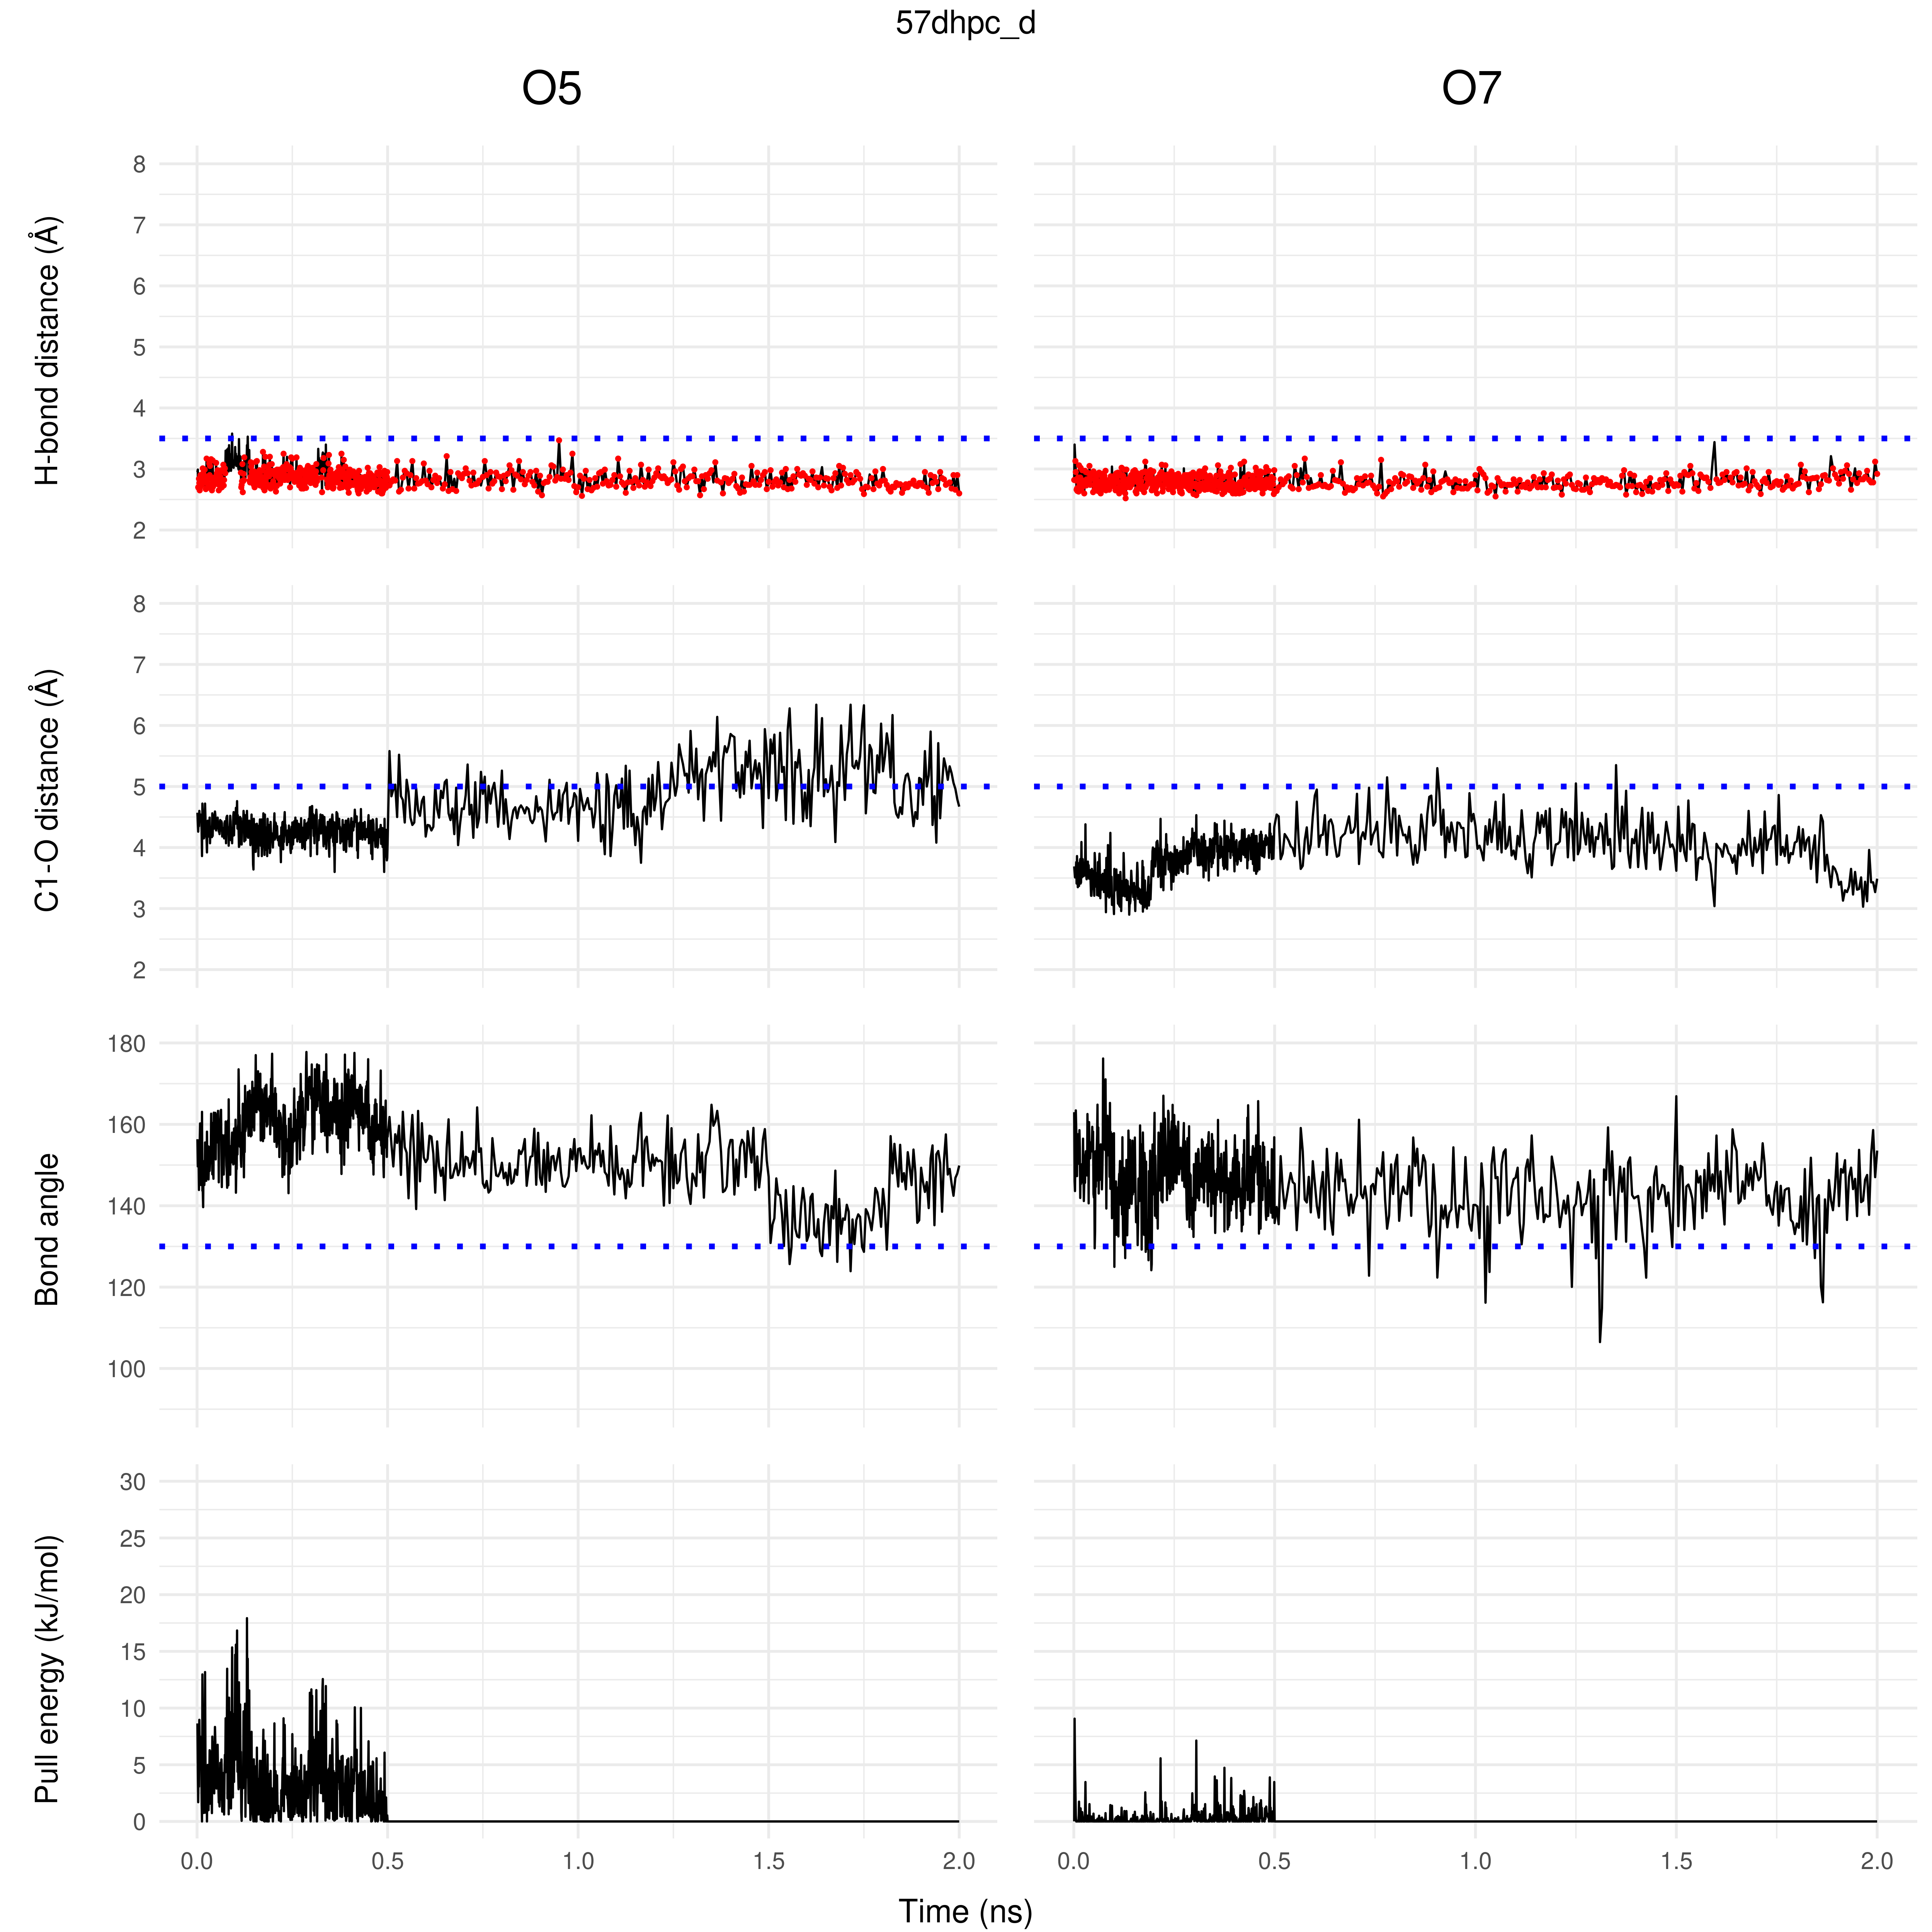 57dhpc_d
O5
O7
H-bond distance (Å)
8
7
6
5
4
3
2
C1-O distance (Å)
8
7
6
5
4
3
2
Bond angle
180
160
140
120
100
Pull energy (kJ/mol)
30
25
20
15
10
5
0
0.0 0.5 1.0 1.5 2.0
0.0 0.5 1.0 1.5 2.0
Time (ns)